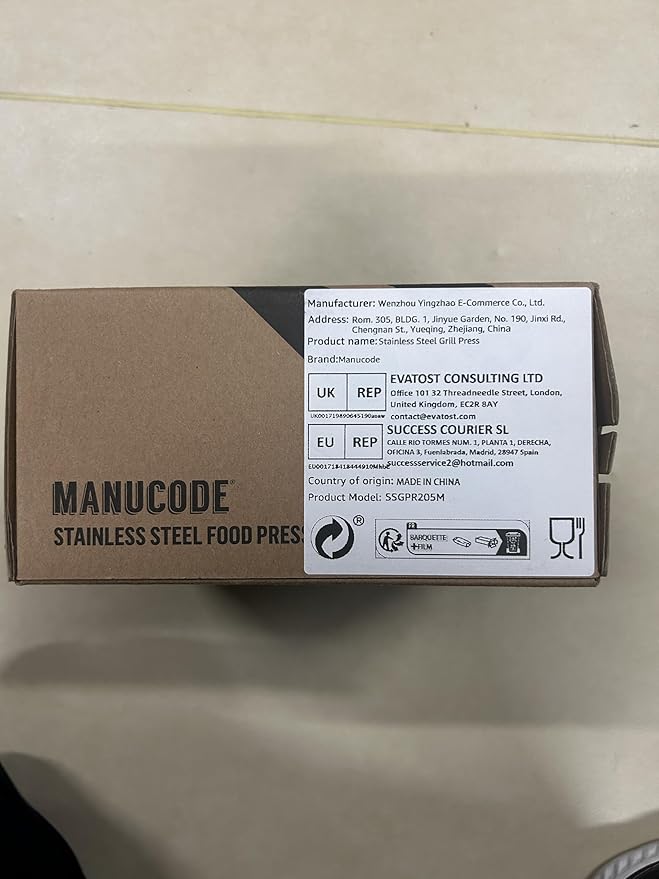 Manufacturer: Wenzhou Yingzhao E-Commerce Co., Ltd.
Address: Rom. 305, BLDG. 1, Jinyue Garden, No. 190, Jinxi Rd.,
Chengnan St., Yueqing, Zhejiang, China
Product name: Stainless Steel Grill Press
Brand: Manucode
UK REP
EVATOST CONSULTING LTD
Office 101 32 Threadneedle Street, London,
United Kingdom, EC2R 8AY
contact@evatost.com
EU REP
SUCCESS COURIER SL
CALLE RIO TORMES NUM. 1, PLANTA 1, DERECHA,
OFICINA 3, Fuenlabrada, Madrid, 28947 Spain
successservice2@hotmail.com
Country of origin: MADE IN CHINA
Product Model: SSGPR205M
®
FR
BARQUETTE
+FILM
MANUCODE®
STAINLESS STEEL FOOD PRESS